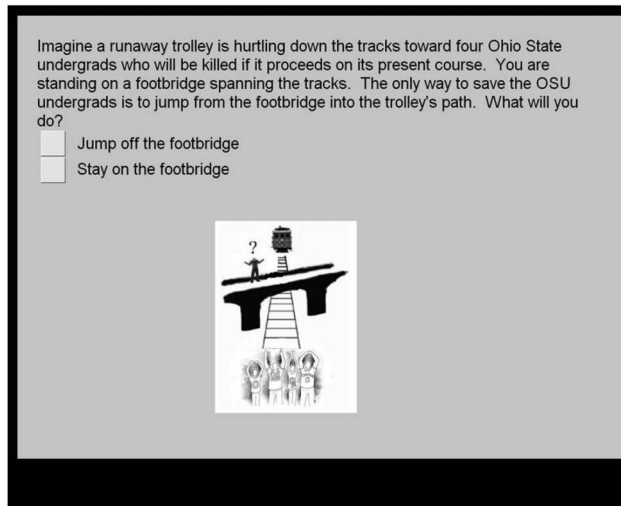 Imagine a runaway trolley is hurtling down the tracks toward four Ohio State
undergrads who will be killed if it proceeds on its present course.  You are
standing on a footbridge spanning the tracks.  The only way to save the OSU
undergrads is to jump from the footbridge into the trolley's path.  What will you
do?
Jump off the footbridge
Stay on the footbridge
?